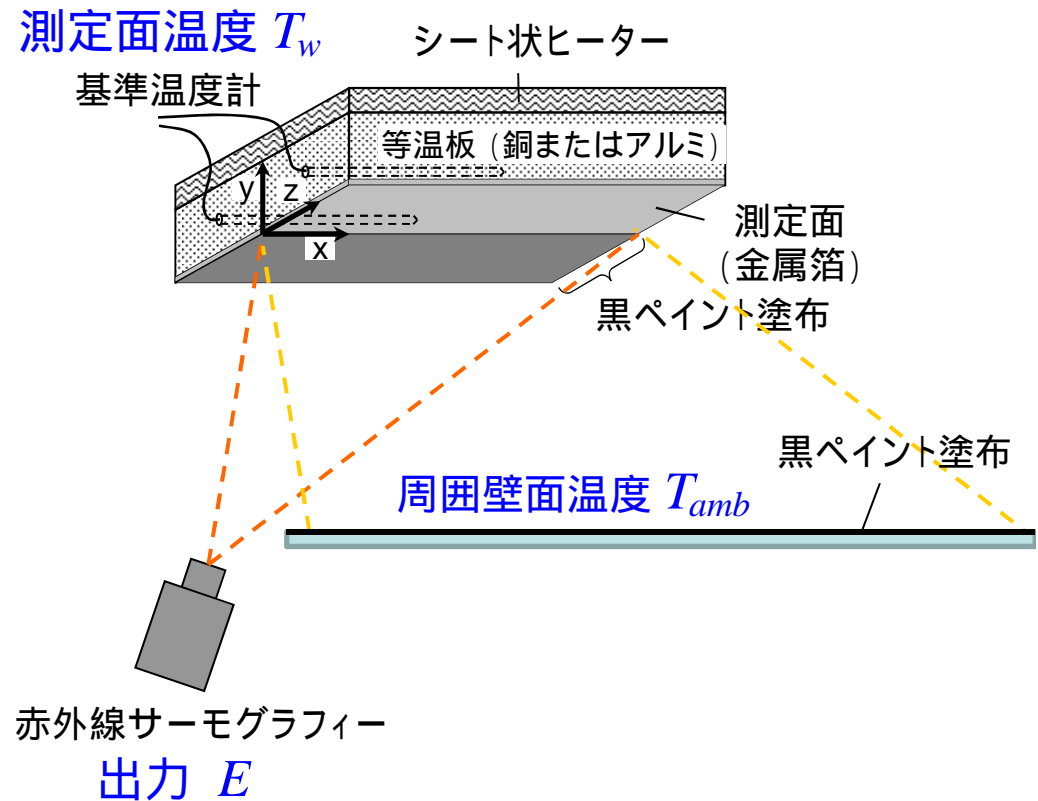 測定面温度 Tw
シート状ヒーター
基準温度計
等温板 (銅またはアルミ)
y
z
x
測定面
(金属箔)
黒ペイント塗布
黒ペイント塗布
周囲壁面温度 Tamb
赤外線サーモグラフィー
出力 E